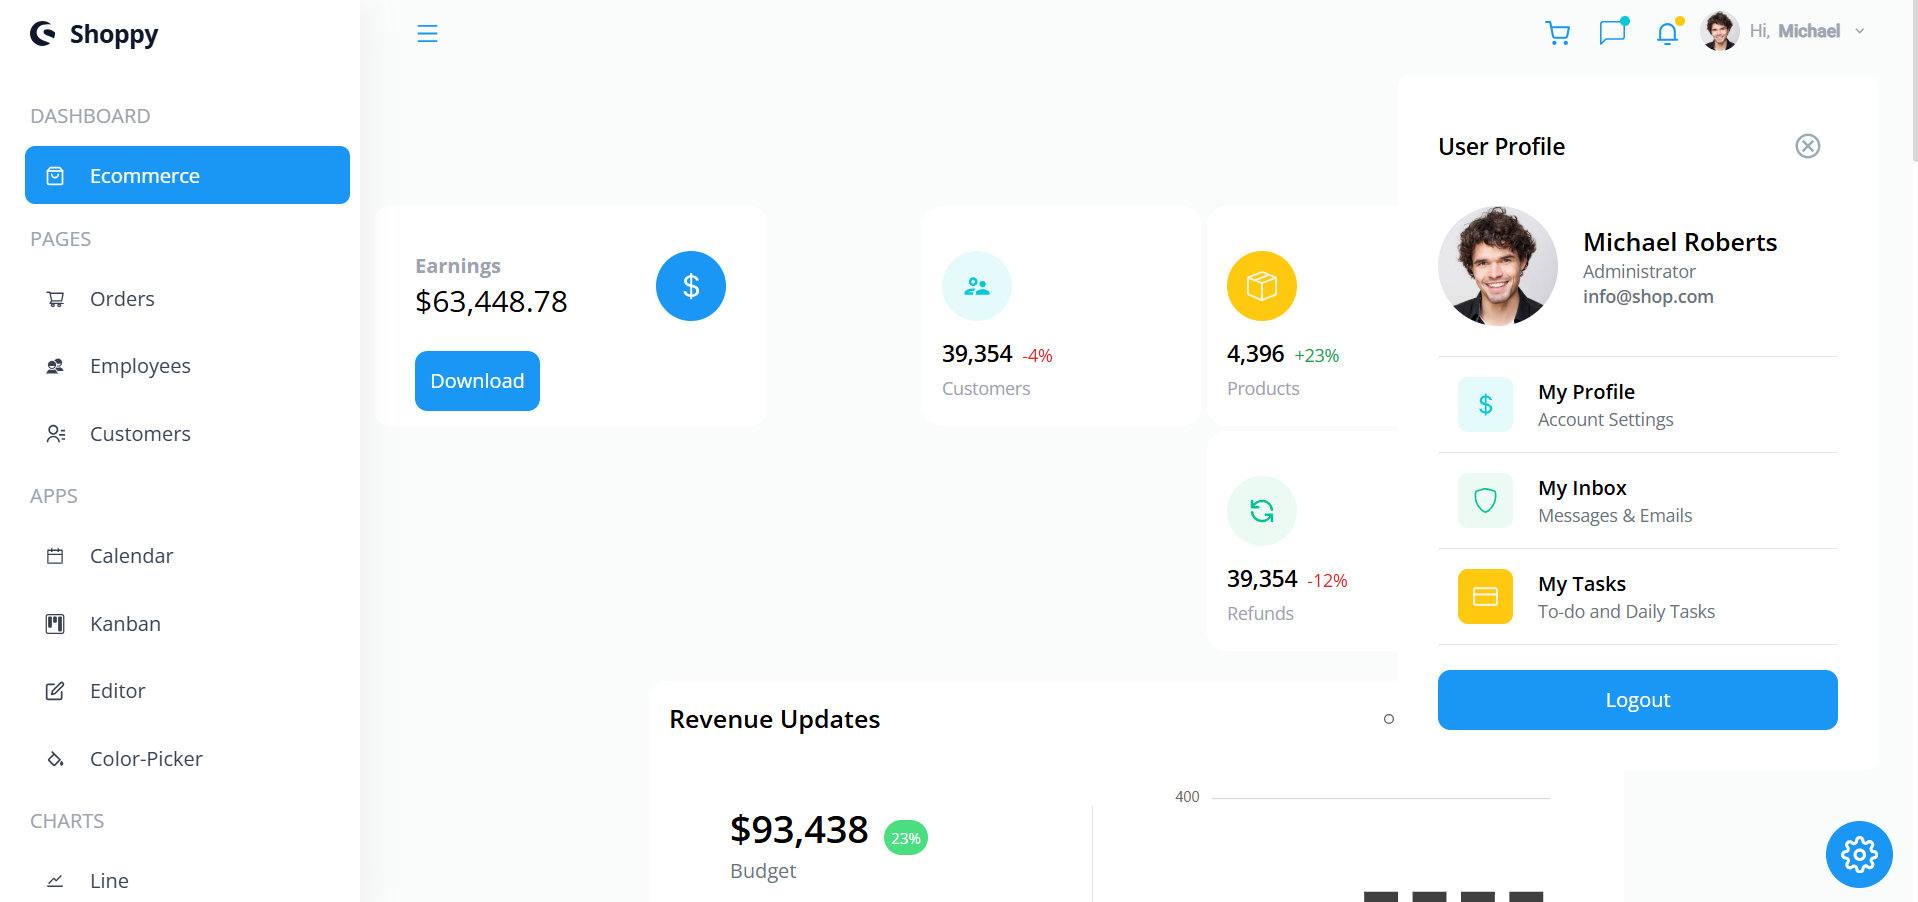 Shoppy
Hi, Michael
DASHBOARD
Ecommerce
PAGES
Orders
Employees
Customers
APPS
Calendar
Kanban
Editor
Color-Picker
CHARTS
Line
Earnings
$63,448.78
Download
39,354 -4%
Customers
4,396 +23%
Products
39,354 -12%
Refunds
Revenue Updates
$93,438 23%
Budget
400
User Profile
Michael Roberts
Administrator
info@shop.com
My Profile
Account Settings
My Inbox
Messages & Emails
My Tasks
To-do and Daily Tasks
Logout